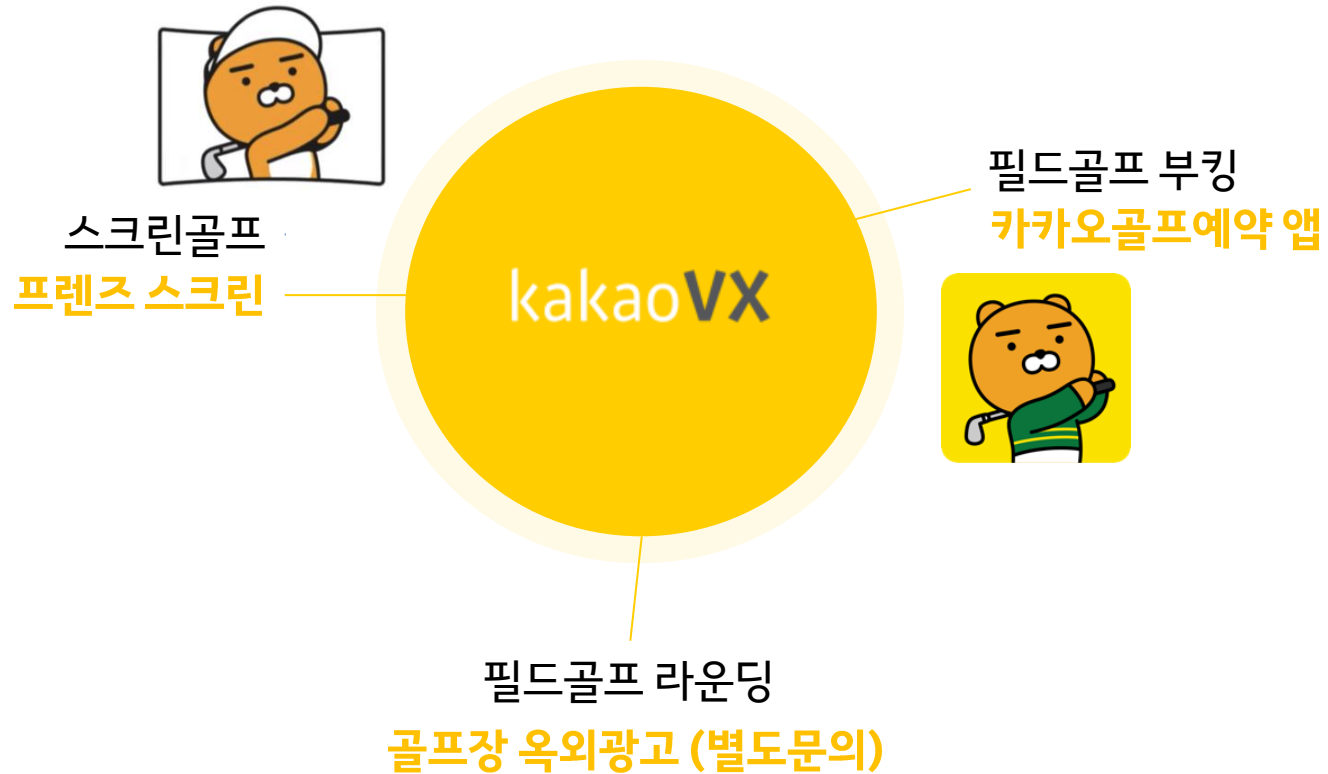 스크린골프
프렌즈 스크린
kakaoVX
필드골프 부킹
카카오골프예약 앱
필드골프 라운딩
골프장 옥외광고 (별도문의)